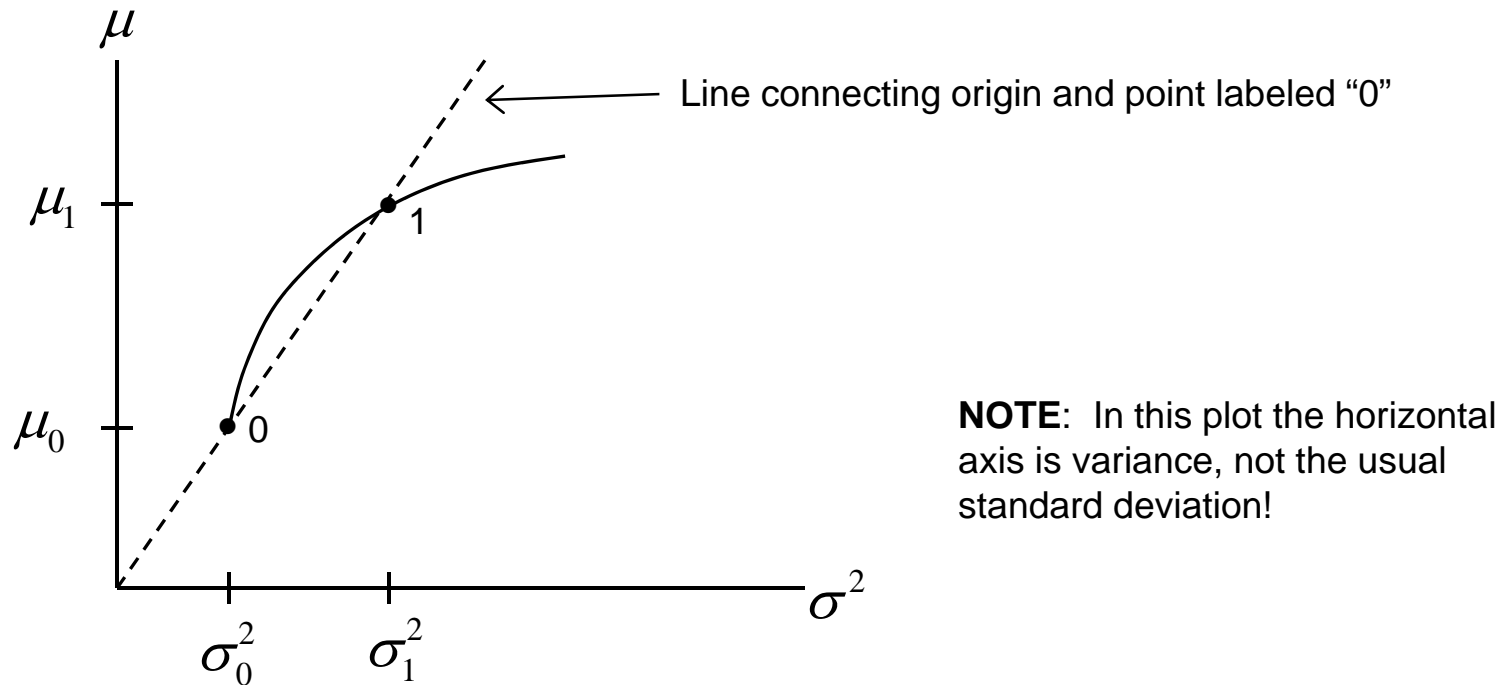 μ
Line connecting origin and point labeled “0”
μ₁
1
μ₀
0
NOTE: In this plot the horizontal
axis is variance, not the usual
standard deviation!
σ²
σ₀²
σ₁²